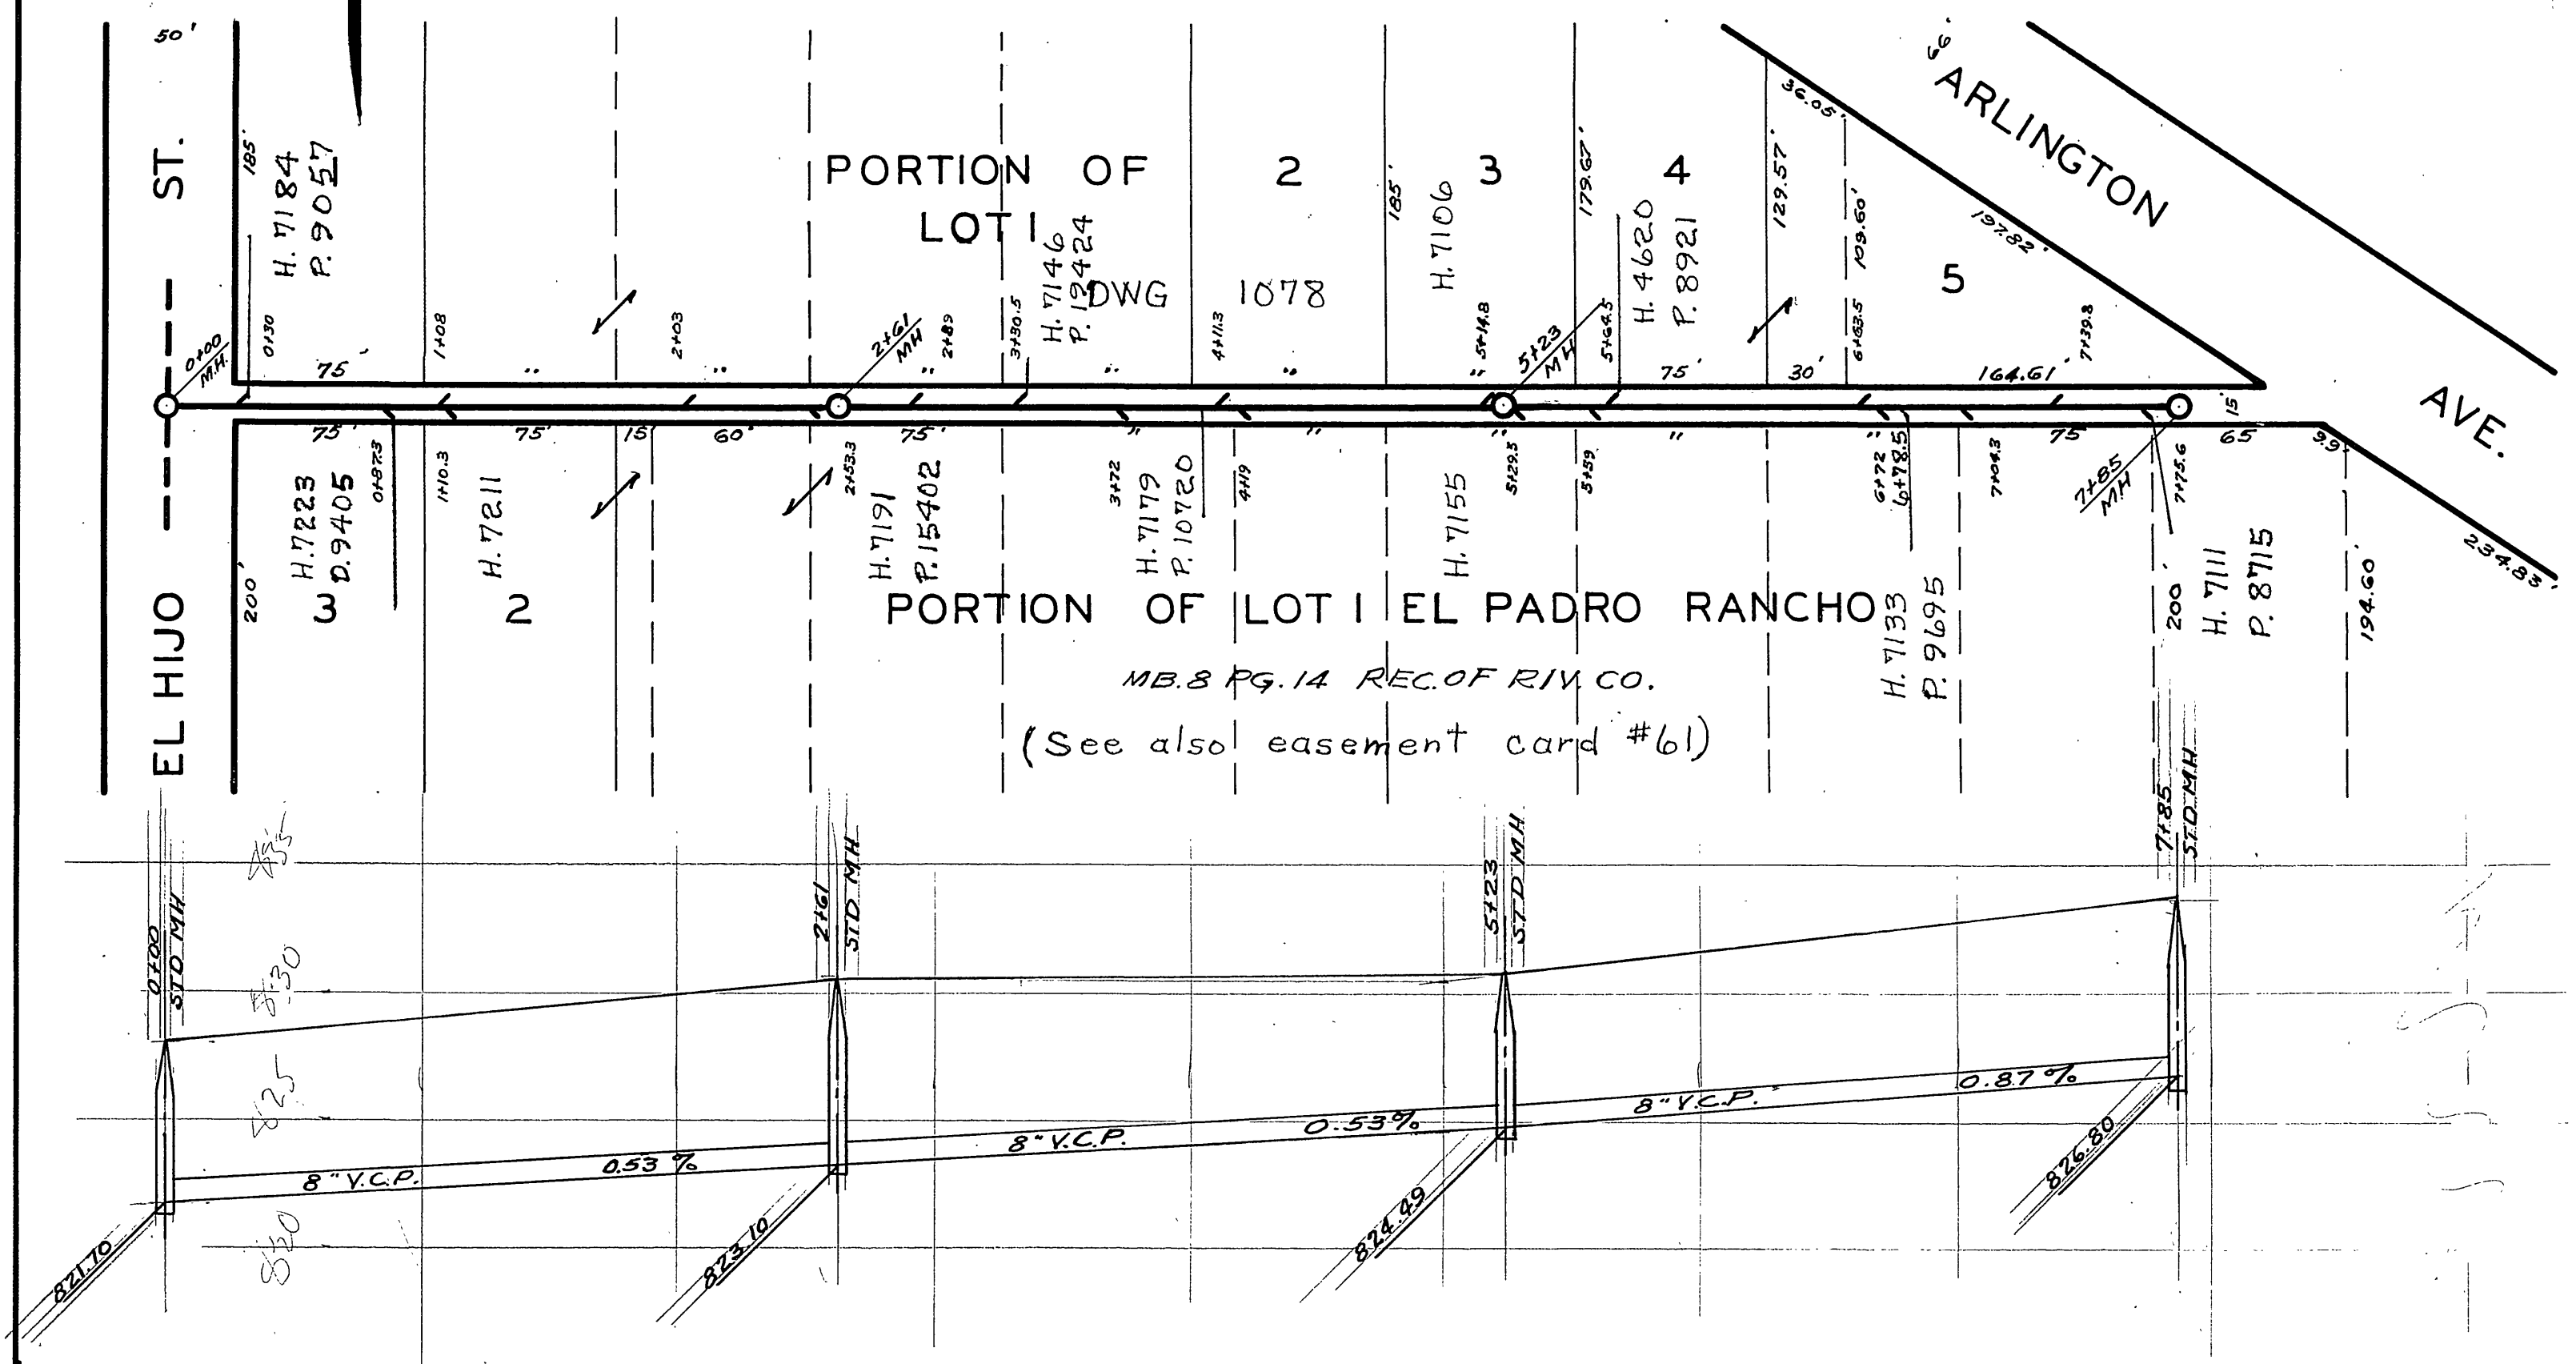 50'
ST.
EL HIJO
185'
H. 7184
P. 9057
PORTION OF
LOT 1
2
3
4
5
66'
ARLINGTON
AVE.
36.05'
197.82'
185'
179.67'
129.57'
109.60'
H. 7146
P. 19424
DWG 1078
H. 7106
H. 4620
P. 8921
0+00
M.H.
0+30
1+08
2+03
2+61
MH
2+89
3+30.5
4+11.3
5+14.8
5+23
MH
5+64.5
6+63.5
7+39.8
75'
"
"
"
"
"
"
75'
30'
164.61'
15'
75'
75'
15'
60'
75'
"
"
"
"
"
75
65
9.9
0+87.3
1+10.3
2+53.3
3+72
4+19
5+29.5
5+59
6+72
6+78.5
7+04.3
7+85
MH
7+75.6
H. 7223
D. 9405
H. 7211
H. 7191
P. 15402
H. 7179
P. 10720
H. 7155
H. 7133
P. 9695
H. 7111
P. 8715
200'
200'
194.60'
234.83'
3
2
PORTION OF LOT 1 EL PADRO RANCHO
MB. 8 PG. 14 REC. OF RIV. CO.
(See also easement card #61)
0+00
STD MH
2+61
STD MH
5+23
STD MH
7+85
STD MH
835
830
825
820
8" V.C.P.
0.53 %
8" V.C.P.
0.53 %
8" V.C.P.
0.87 %
821.70
823.10
824.49
826.80